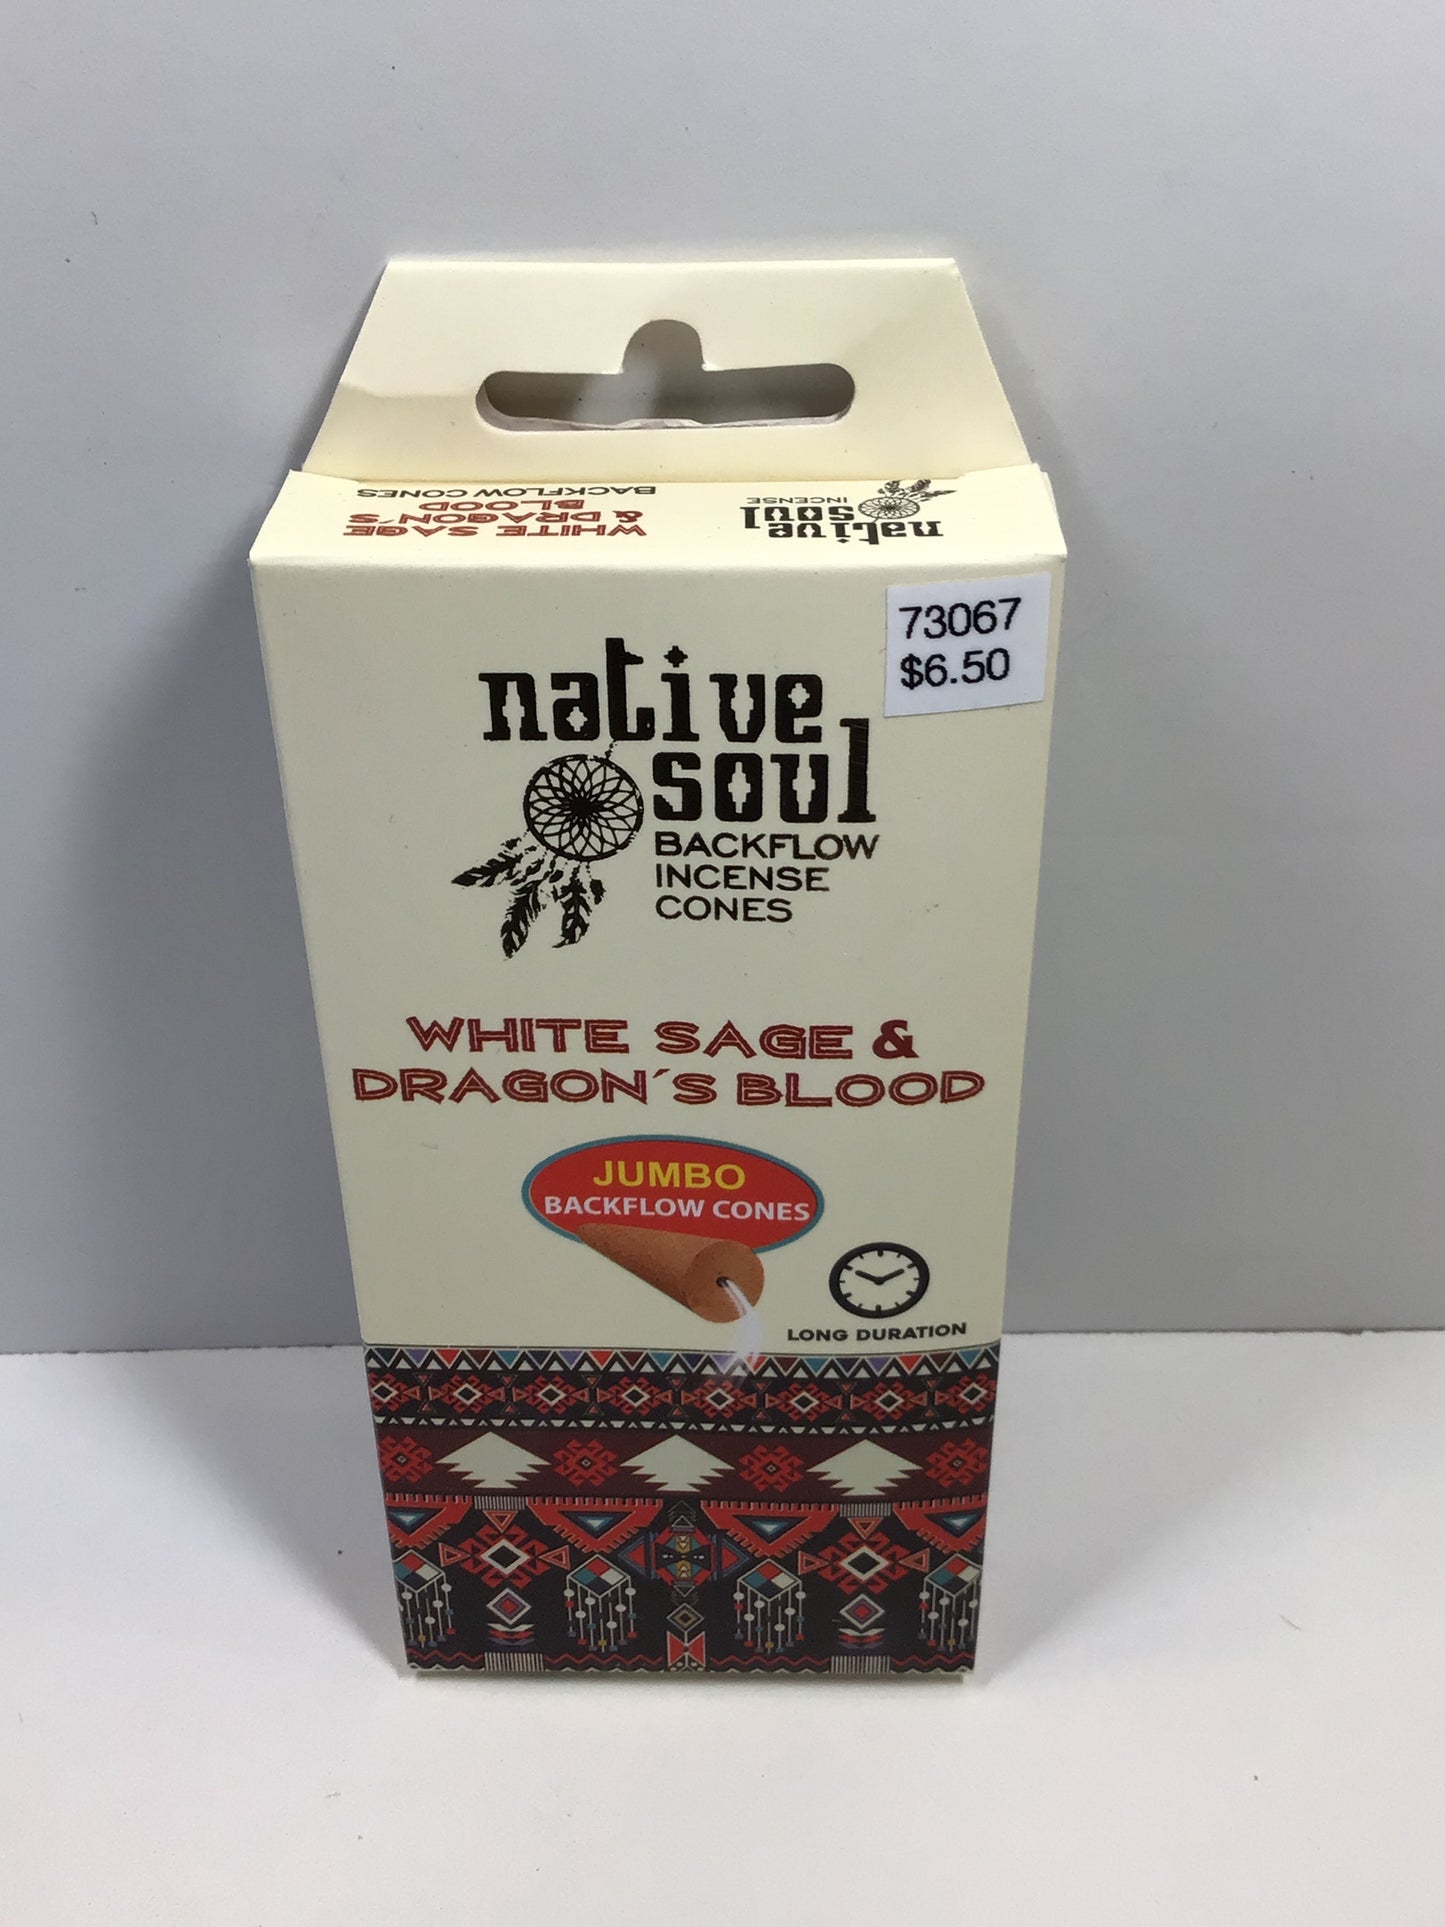 WHITE SAGE
& DRAGON´S
BLOOD
BACKFLOW CONES
native
soul
INCENSE
73067
$6.50
native
soul
BACKFLOW
INCENSE
CONES
WHITE SAGE &
DRAGON´S BLOOD
JUMBO
BACKFLOW CONES
LONG DURATION